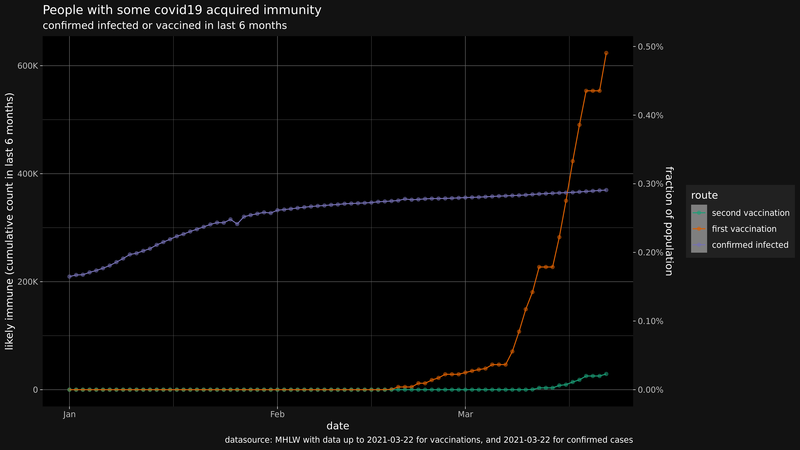 People with some covid19 acquired immunity
confirmed infected or vaccined in last 6 months
likely immune (cumulative count in last 6 months)
600K
400K
200K
0
0.50%
0.40%
0.30%
0.20%
0.10%
0.00%
fraction of population
Jan
Feb
Mar
date
route
second vaccination
first vaccination
confirmed infected
datasource: MHLW with data up to 2021-03-22 for vaccinations, and 2021-03-22 for confirmed cases